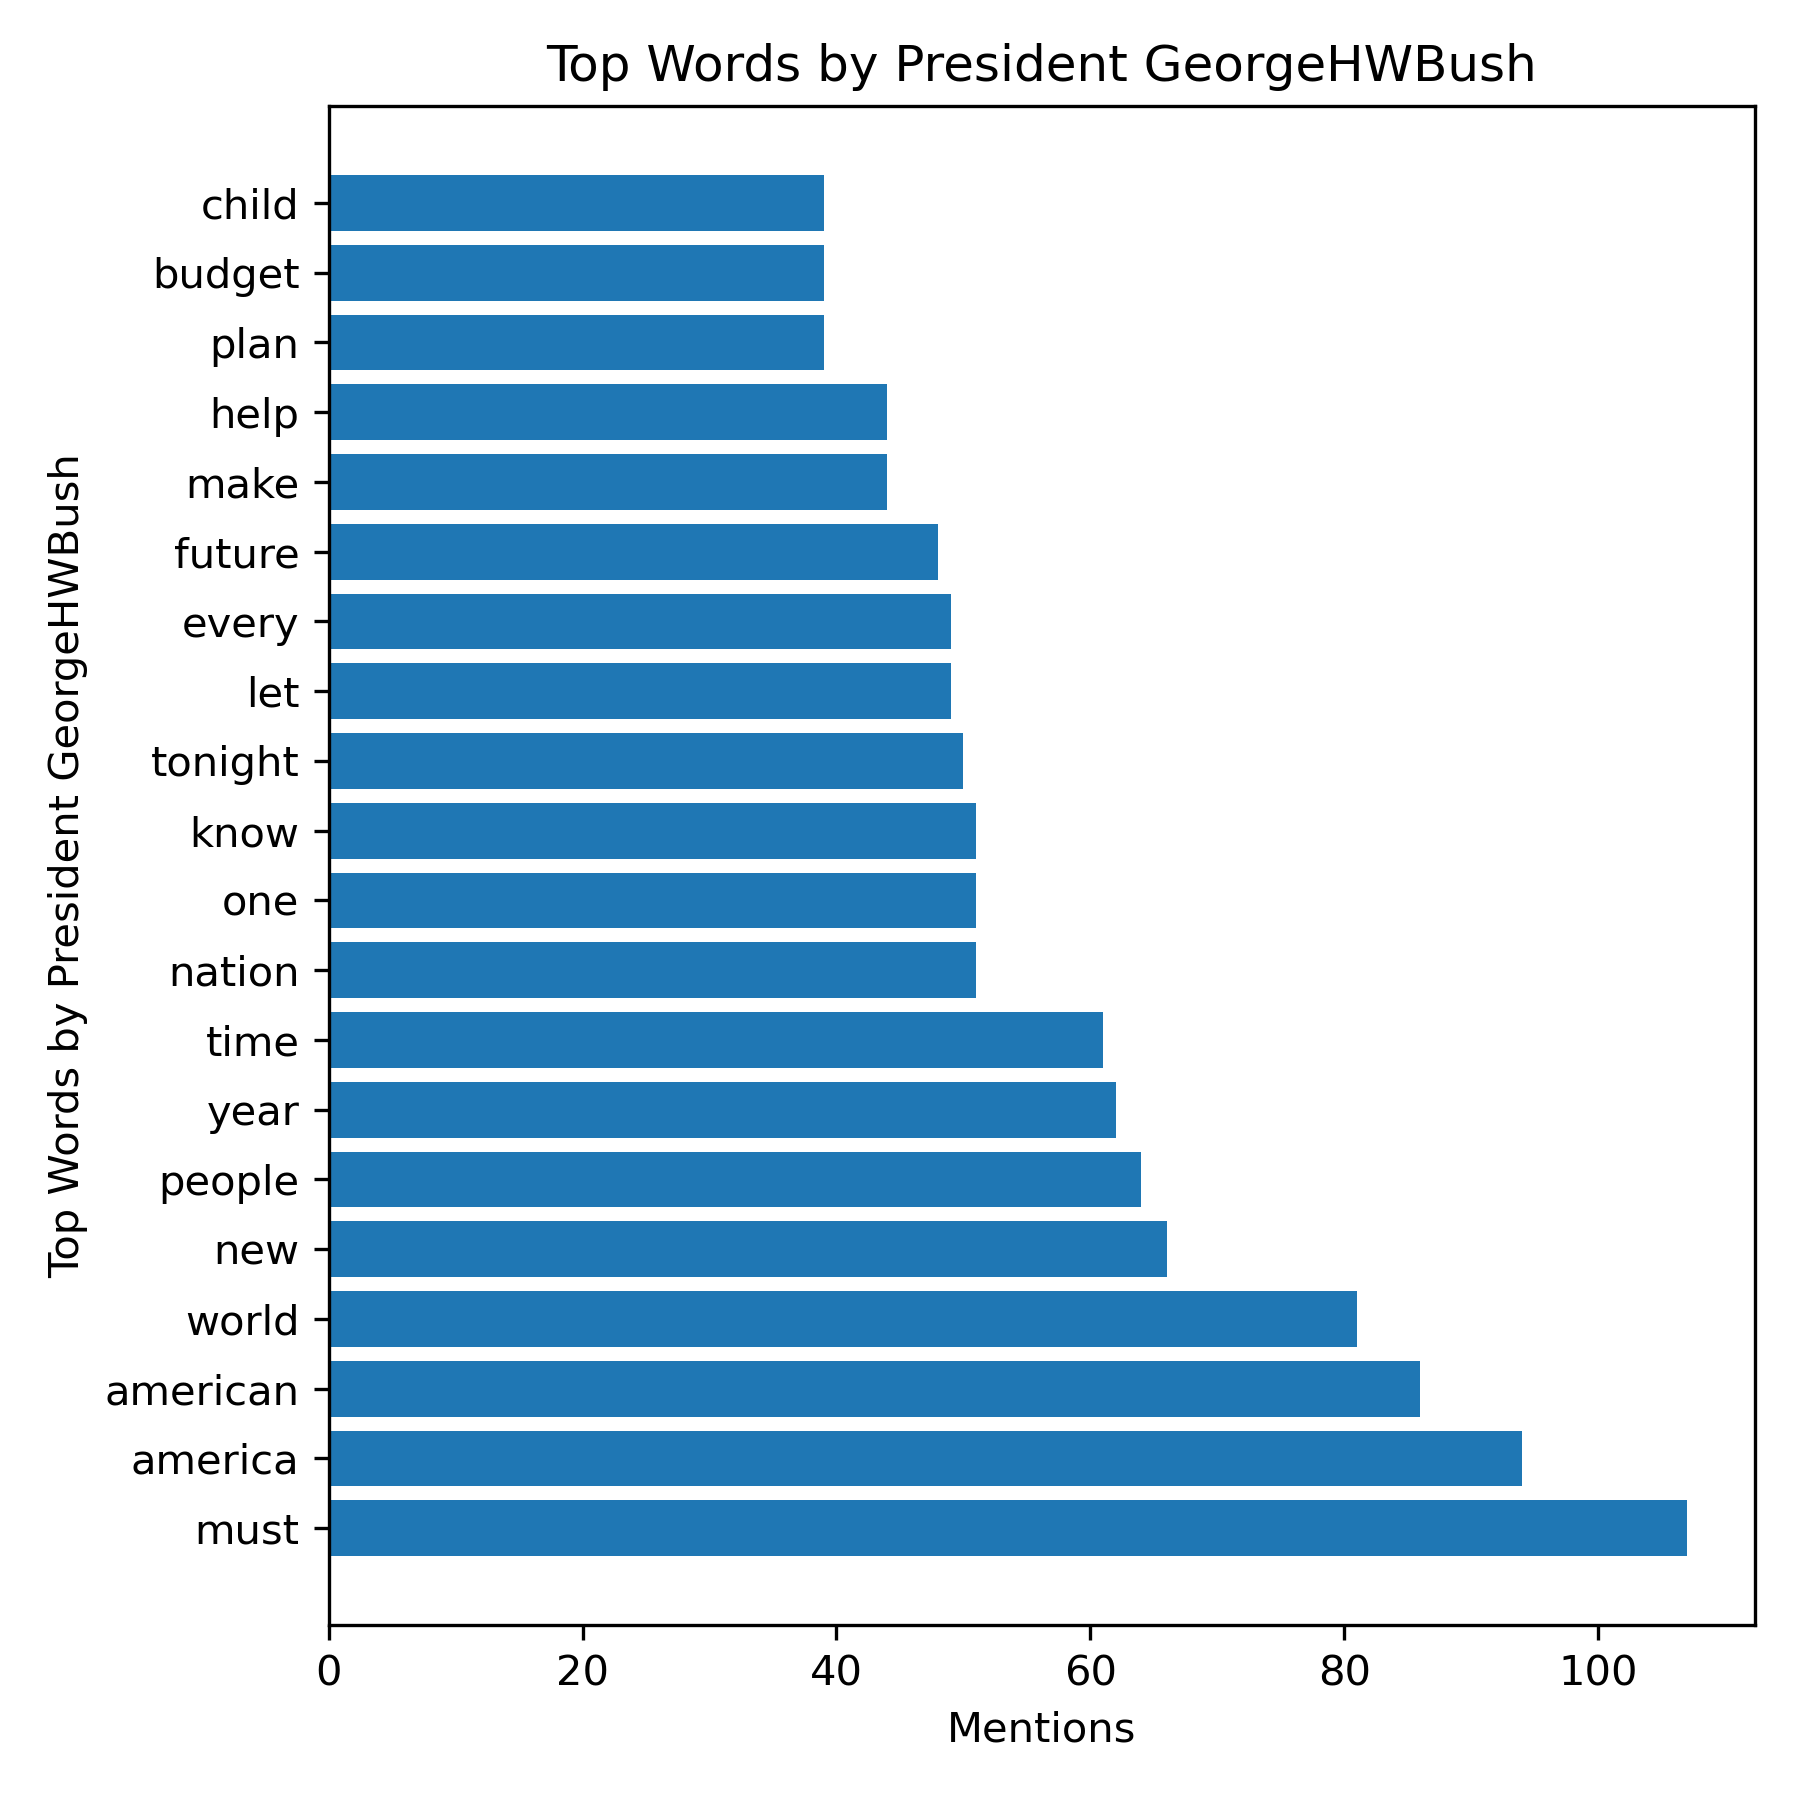 Top Words by President GeorgeHWBush
Top Words by President GeorgeHWBush
child
budget
plan
help
make
future
every
let
tonight
know
one
nation
time
year
people
new
world
american
america
must
0 20 40 60 80 100
Mentions